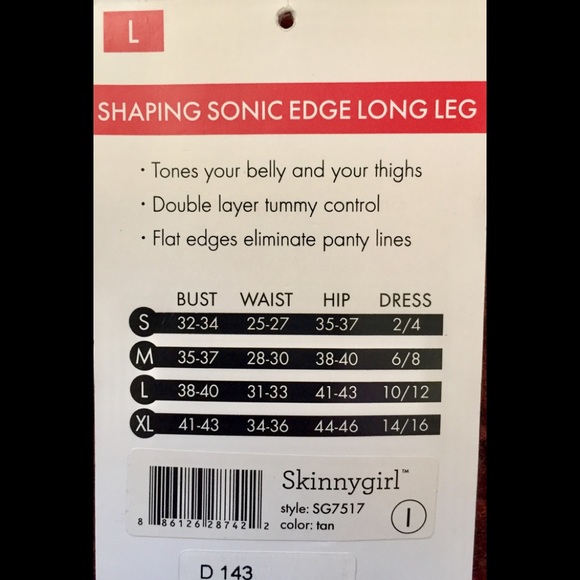 L
SHAPING SONIC EDGE LONG LEG
· Tones your belly and your thighs
· Double layer tummy control
· Flat edges eliminate panty lines
BUST WAIST HIP DRESS
S 32-34 25-27 35-37 2/4
M 35-37 28-30 38-40 6/8
L 38-40 31-33 41-43 10/12
XL 41-43 34-36 44-46 14/16
Skinnygirl™
style: SG7517
color: tan
I
8 86126 28742 2
D 143